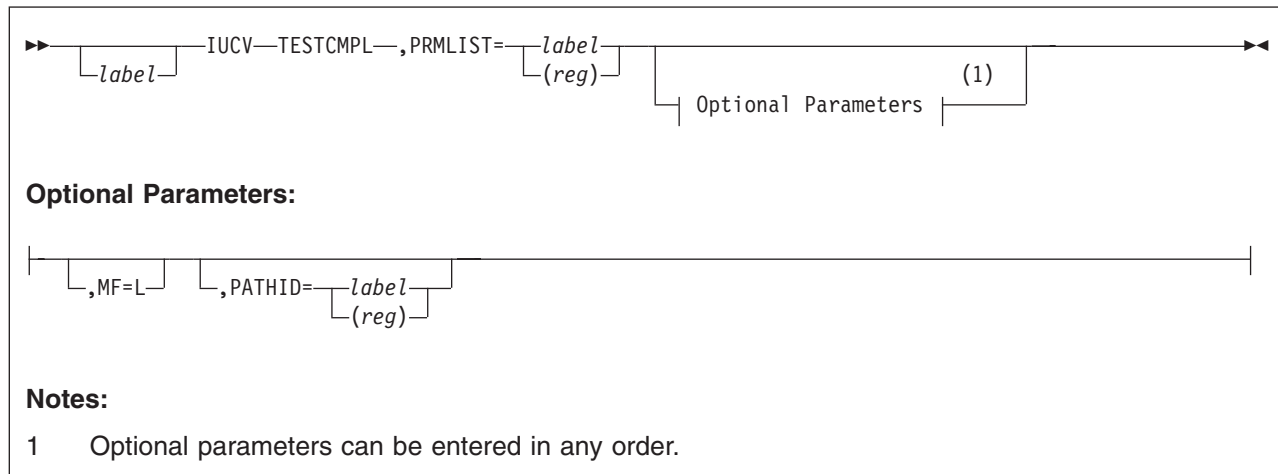 IUCV TESTCMPL ,PRMLIST= label
label (reg) (1)
Optional Parameters
Optional Parameters:
,MF=L ,PATHID= label
(reg)
Notes:
1 Optional parameters can be entered in any order.